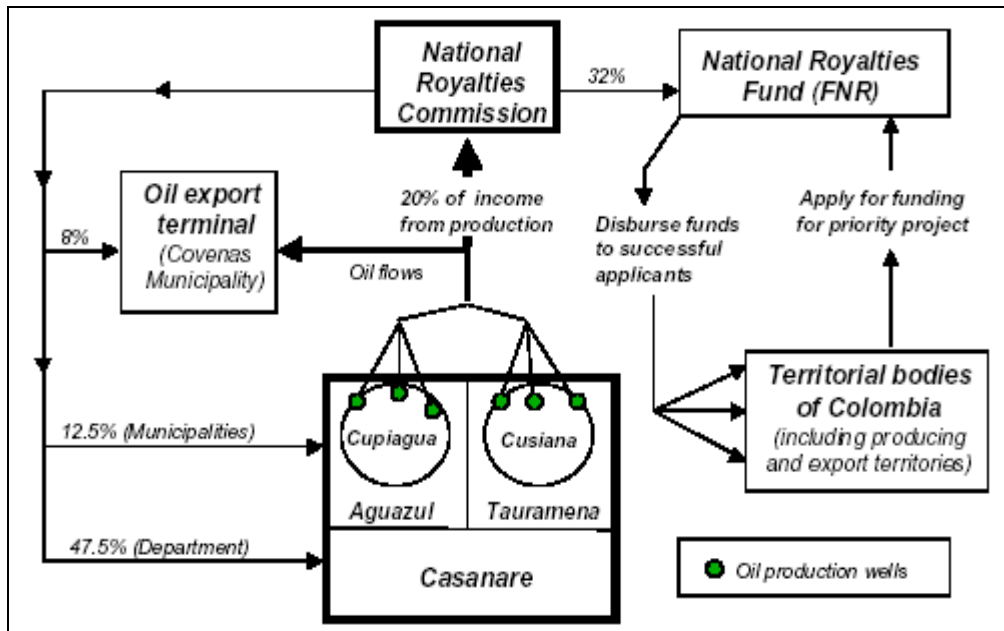 National
Royalties
Commission
32%
National Royalties
Fund (FNR)
Oil export
terminal
(Covenas
Municipality)
8%
20% of income
from production
Oil flows
Disburse funds
to successful
applicants
Apply for funding
for priority project
Territorial bodies
of Colombia
(including producing
and export territories)
12.5% (Municipalities)
Cupiagua
Cusiana
Aguazul
Tauramena
47.5% (Department)
Casanare
Oil production wells